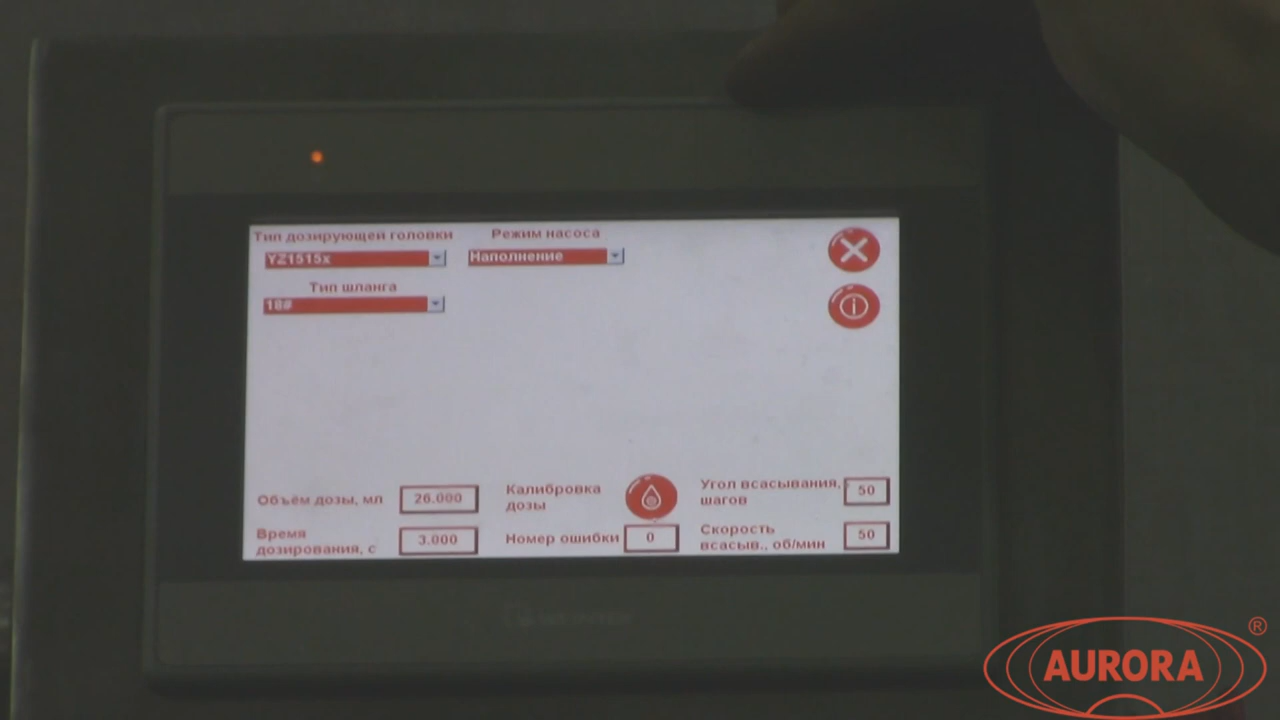 Тип дозирующей головки
YZ1515x
Режим насоса
Наполнение
Тип шланга
18#
Объём дозы, мл
26.000
Калибровка
дозы
Угол всасывания,
шагов
50
Время
дозирования, с
3.000
Номер ошибки
0
Скорость
всасыв., об/мин
50
AURORA
®